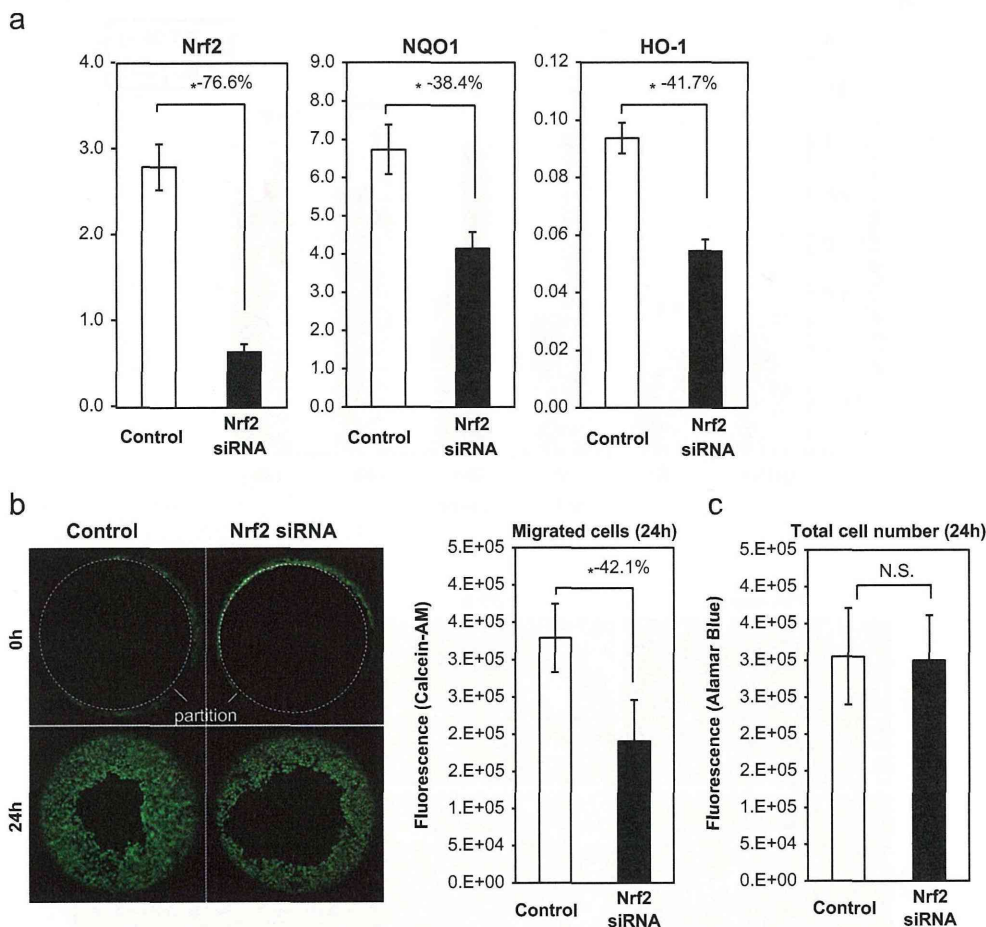 a
Nrf2
4.0
3.0
2.0
1.0
0.0
*-76.6%
Control
Nrf2
siRNA
NQO1
9.0
8.0
7.0
6.0
5.0
4.0
3.0
2.0
1.0
0.0
* -38.4%
Nrf2
siRNA
Control
HO-1
0.12
0.10
0.08
0.06
0.04
0.02
0.00
* -41.7%
Control
Nrf2
siRNA
b
Control
Nrf2 siRNA
0h
partition
24h
Migrated cells (24h)
Fluorescence (Calcein-AM)
5.E+05
4.E+05
4.E+05
3.E+05
3.E+05
2.E+05
2.E+05
1.E+05
5.E+04
0.E+00
*-42.1%
Control
Nrf2
siRNA
c
Total cell number (24h)
Fluorescence (Alamar Blue)
5.E+05
4.E+05
4.E+05
3.E+05
3.E+05
2.E+05
2.E+05
1.E+05
5.E+04
0.E+00
N.S.
Control
Nrf2
siRNA